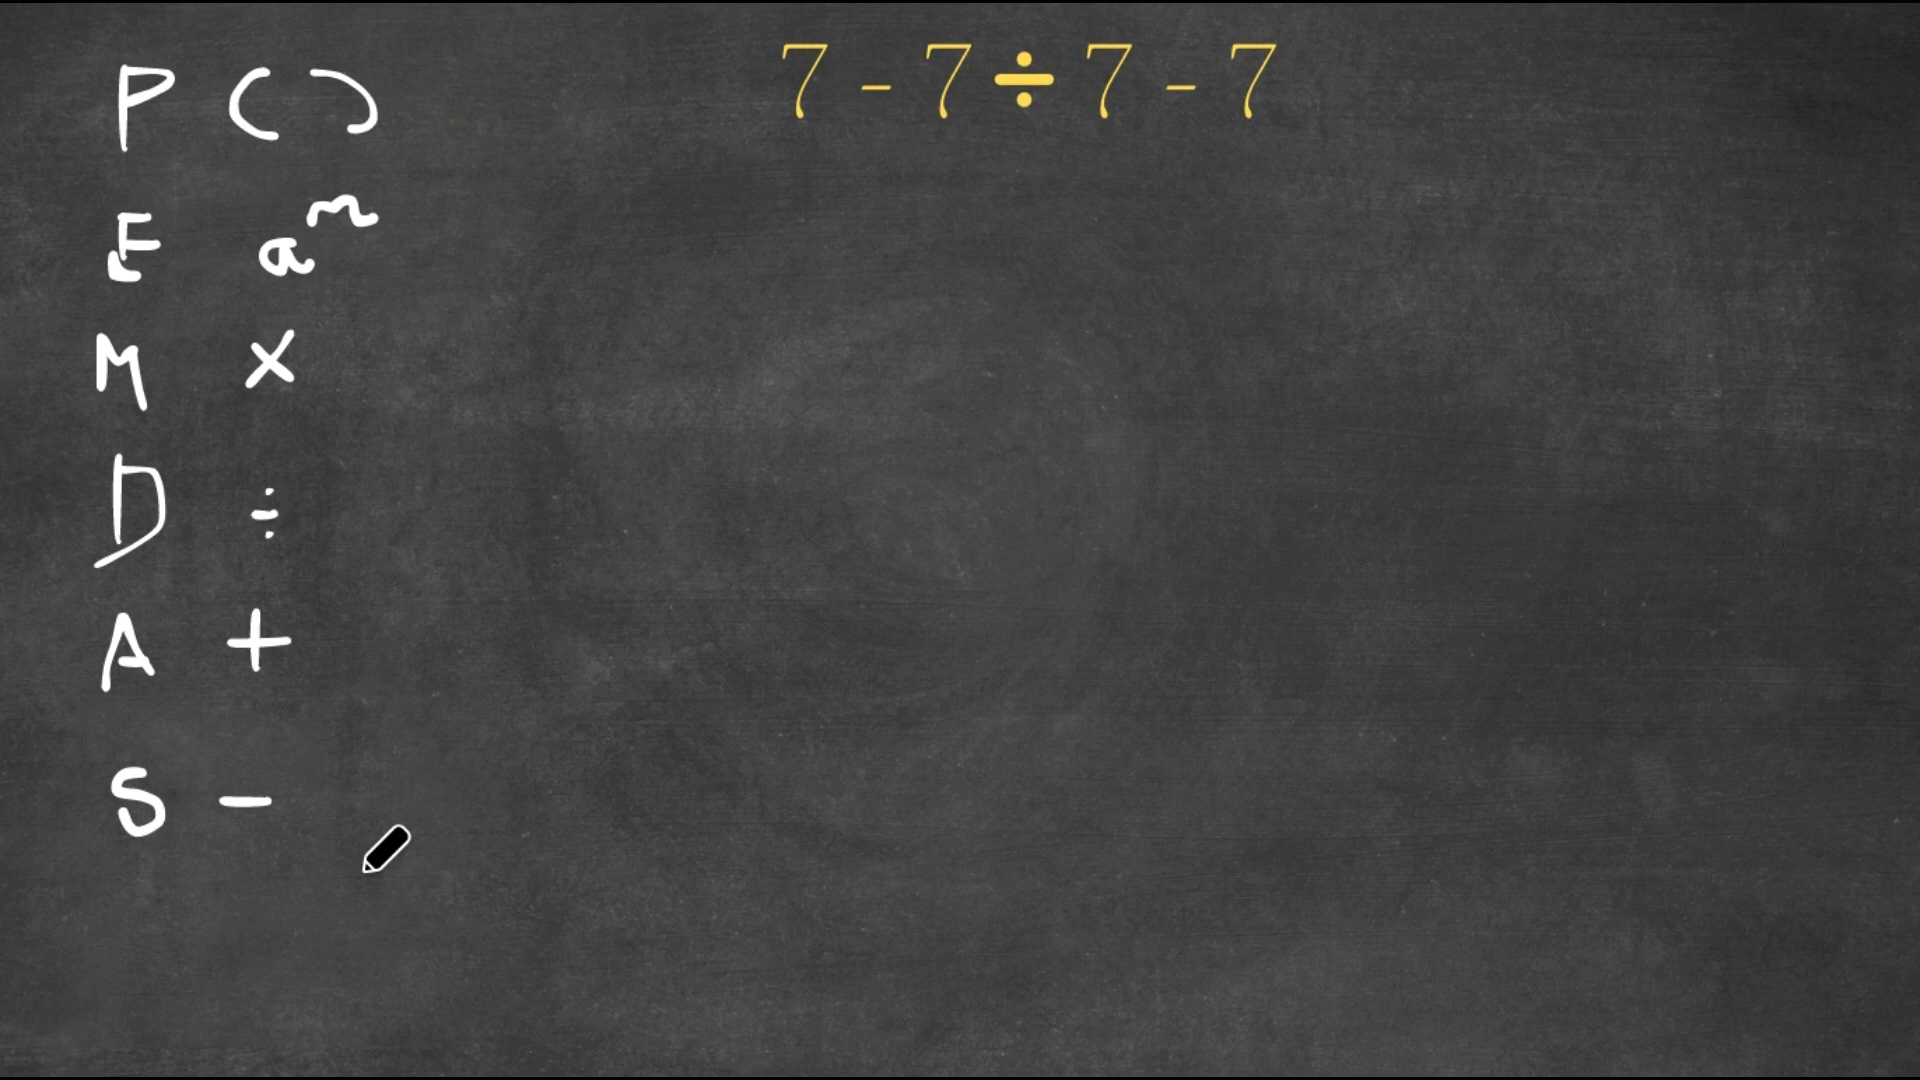 7 - 7 ÷ 7 - 7
P ( )
E aⁿ
M ×
D ÷
A +
S -